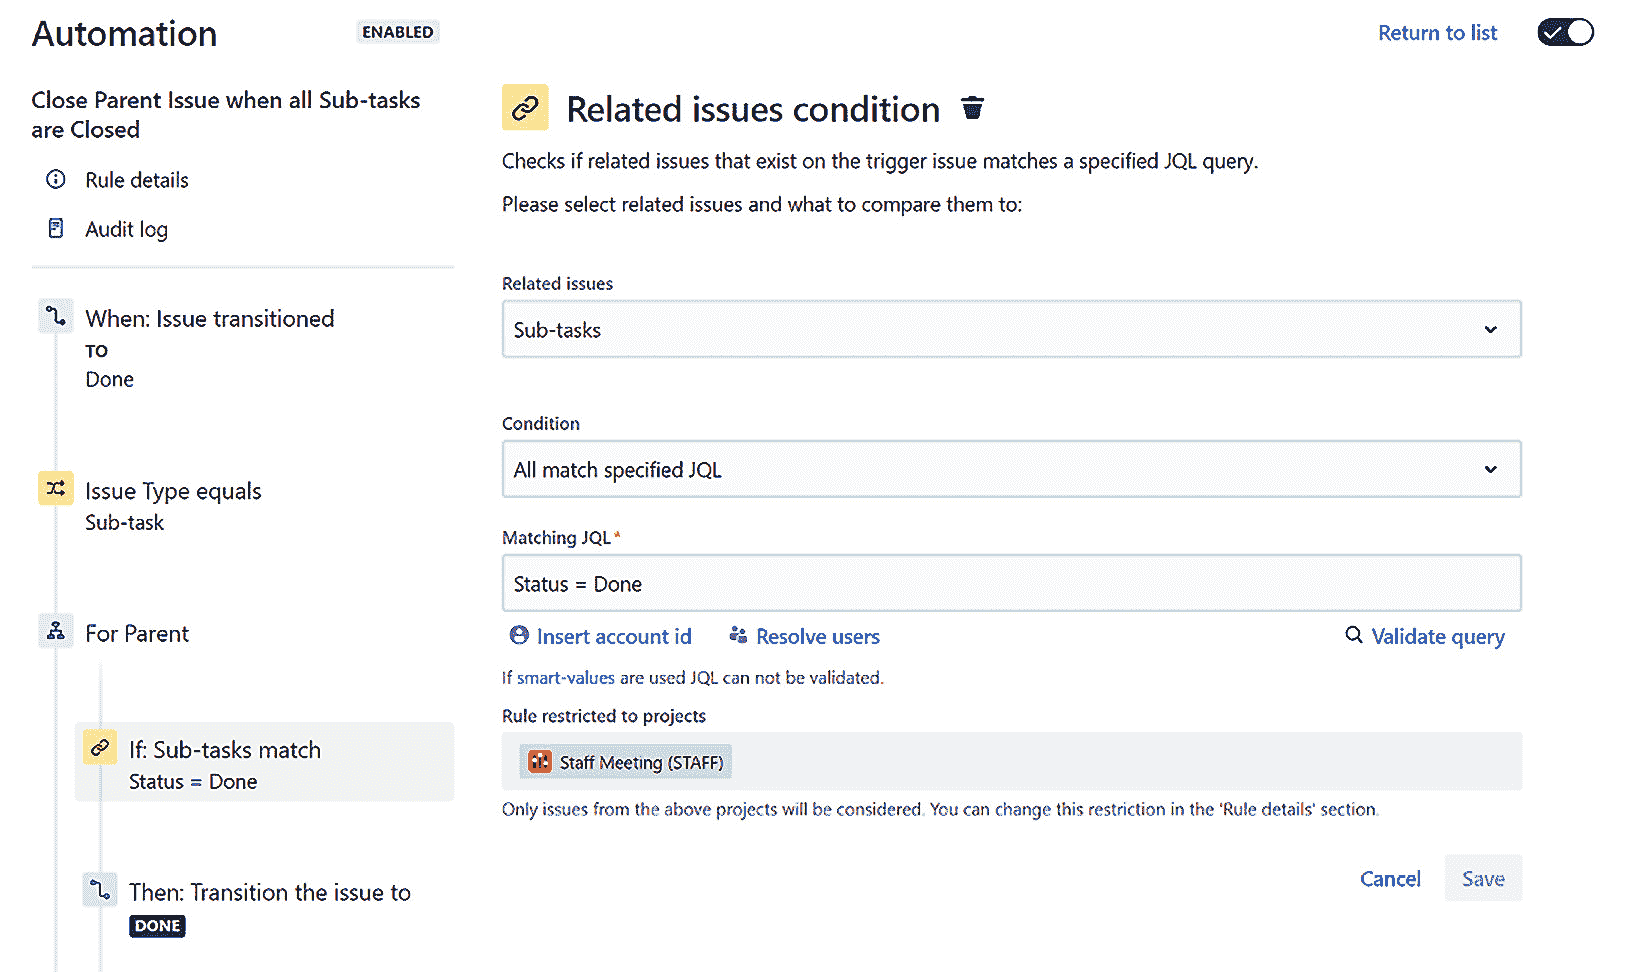 Automation
ENABLED
Return to list
Close Parent Issue when all Sub-tasks
are Closed
Rule details
Audit log
When: Issue transitioned
TO
Done
Issue Type equals
Sub-task
For Parent
If: Sub-tasks match
Status = Done
Then: Transition the issue to
DONE
Related issues condition
Checks if related issues that exist on the trigger issue matches a specified JQL query.
Please select related issues and what to compare them to:
Related issues
Sub-tasks
Condition
All match specified JQL
Matching JQL*
Status = Done
Insert account id
Resolve users
Validate query
If smart-values are used JQL can not be validated.
Rule restricted to projects
Staff Meeting (STAFF)
Only issues from the above projects will be considered. You can change this restriction in the 'Rule details' section.
Cancel
Save